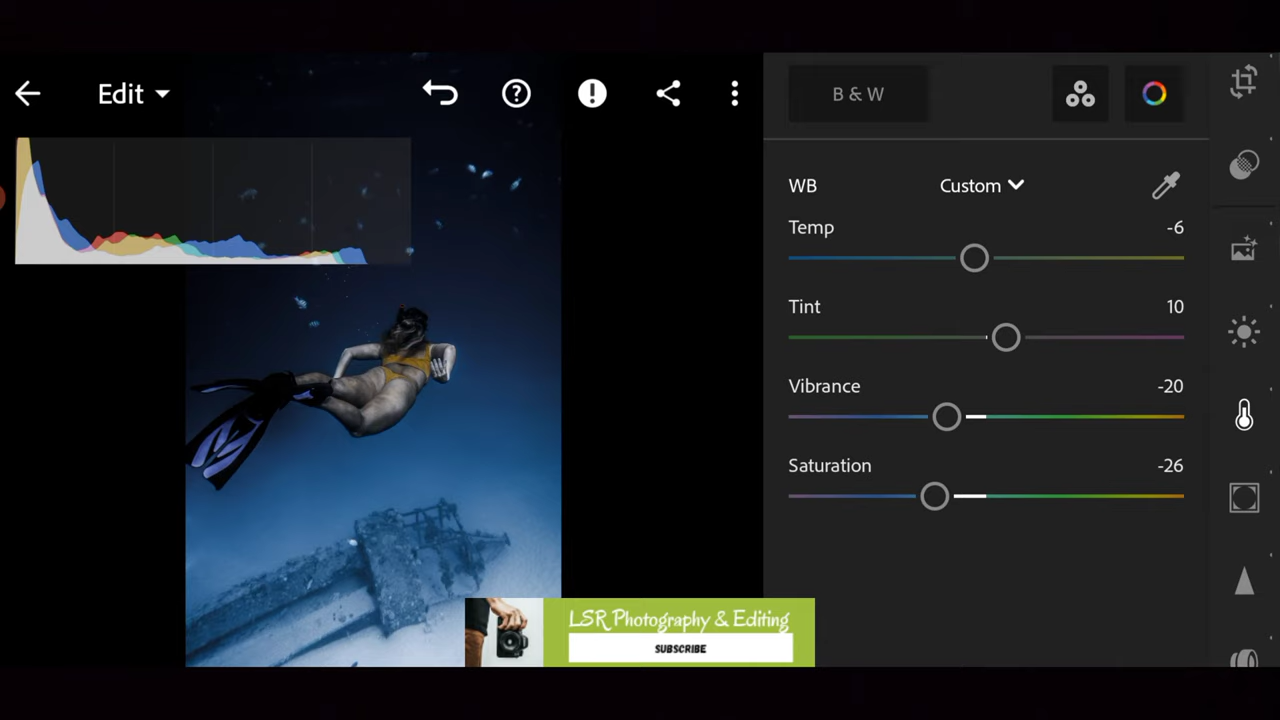 Edit
B & W
WB
Custom
Temp
-6
Tint
10
Vibrance
-20
Saturation
-26
LSR Photography & Editing
SUBSCRIBE